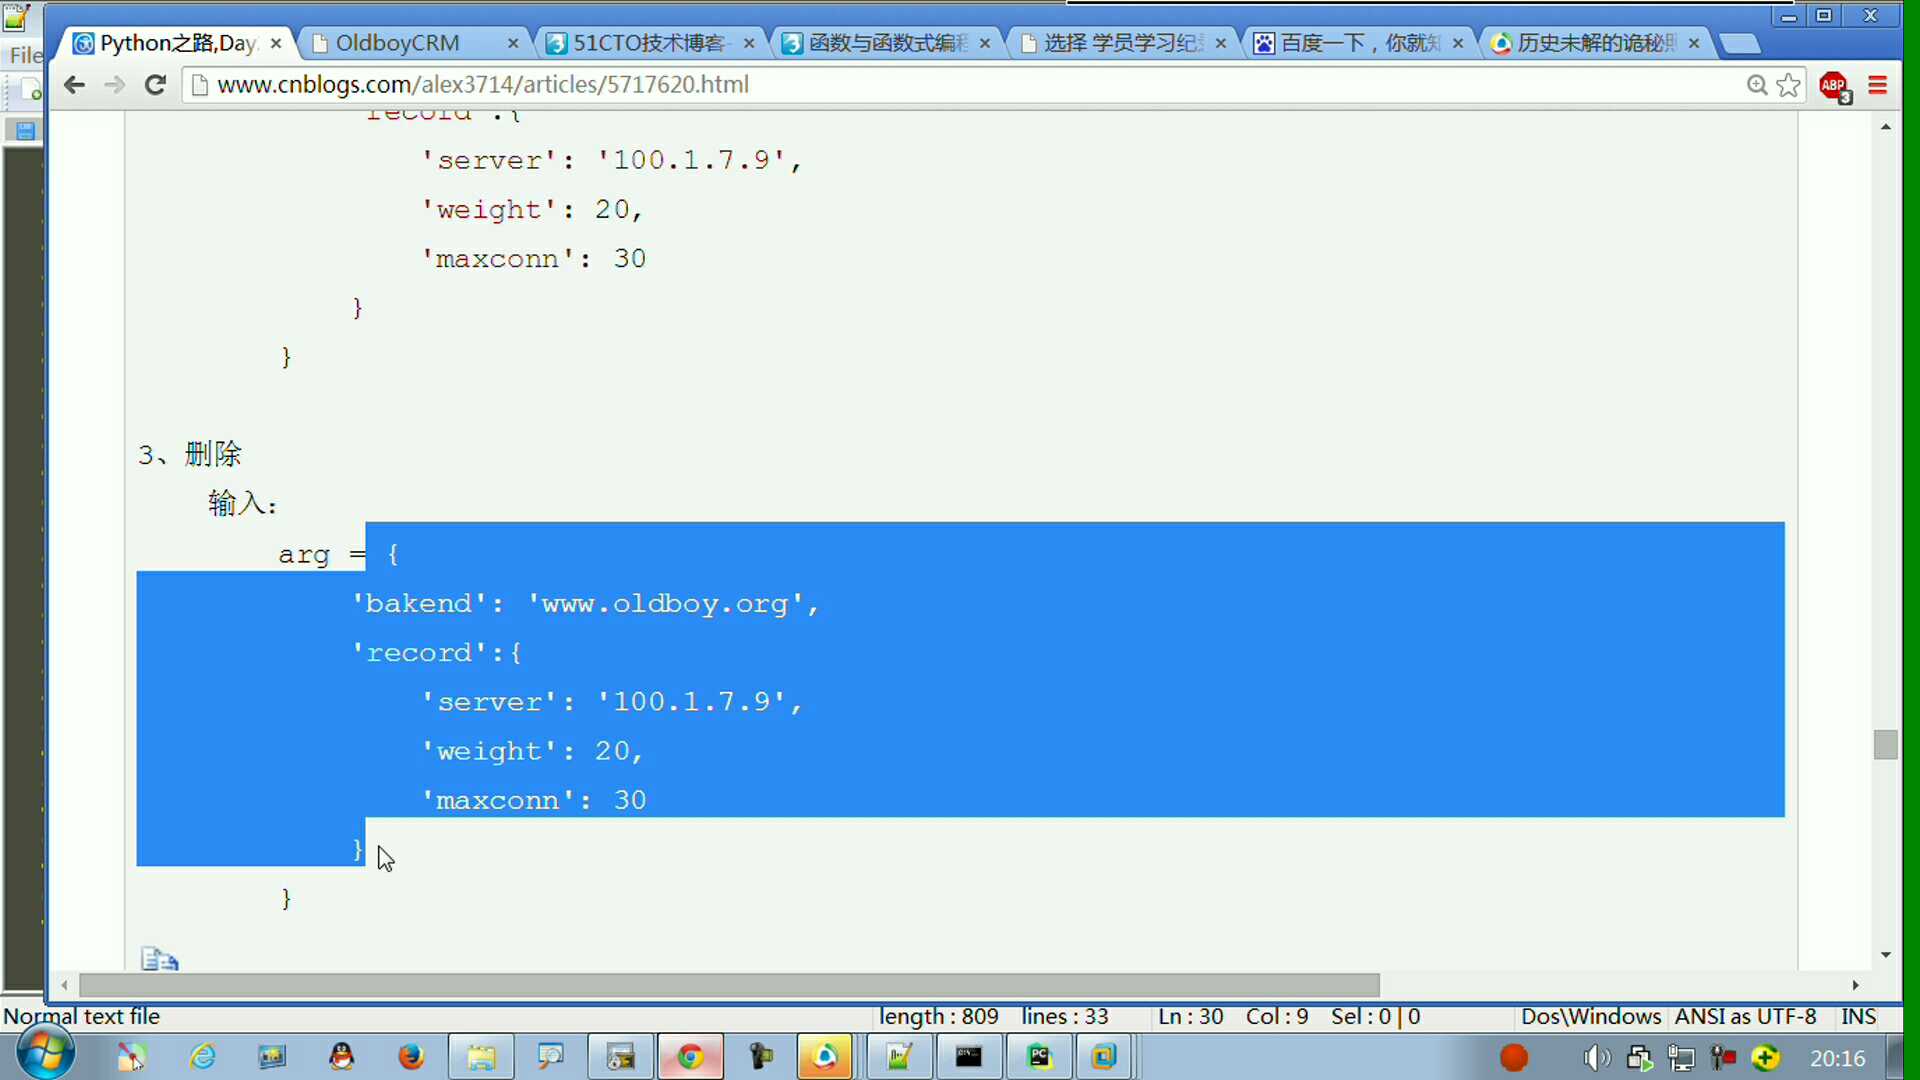 Python之路,Day
OldboyCRM
51CTO技术博客-
函数与函数式编程
选择 学员学习纪
百度一下，你就知
历史未解的诡秘照
File
www.cnblogs.com/alex3714/articles/5717620.html
ABP
3
'record':{
'server': '100.1.7.9',
'weight': 20,
'maxconn': 30
}
}
3、删除
输入:
arg = {
'bakend': 'www.oldboy.org',
'record':{
'server': '100.1.7.9',
'weight': 20,
'maxconn': 30
}
}
Normal text file
length : 809 lines : 33
Ln : 30 Col : 9 Sel : 0 | 0
Dos\Windows
ANSI as UTF-8
INS
PC
20:16